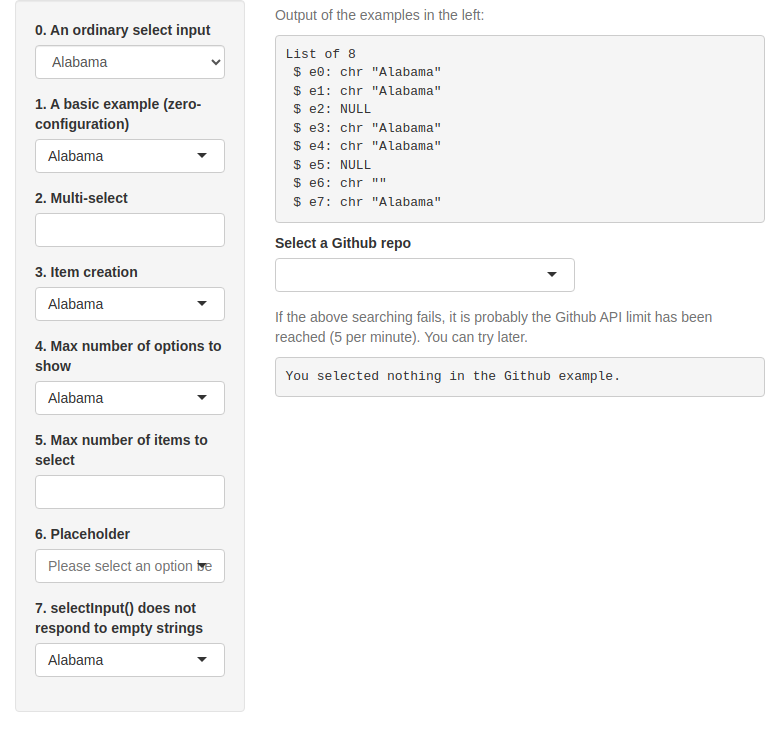 0. An ordinary select input
Alabama
1. A basic example (zero-
configuration)
Alabama
2. Multi-select
3. Item creation
Alabama
4. Max number of options to
show
Alabama
5. Max number of items to
select
6. Placeholder
Please select an option be
7. selectInput() does not
respond to empty strings
Alabama
Output of the examples in the left:
List of 8
 $ e0: chr "Alabama"
 $ e1: chr "Alabama"
 $ e2: NULL
 $ e3: chr "Alabama"
 $ e4: chr "Alabama"
 $ e5: NULL
 $ e6: chr ""
 $ e7: chr "Alabama"
Select a Github repo
If the above searching fails, it is probably the Github API limit has been
reached (5 per minute). You can try later.
You selected nothing in the Github example.